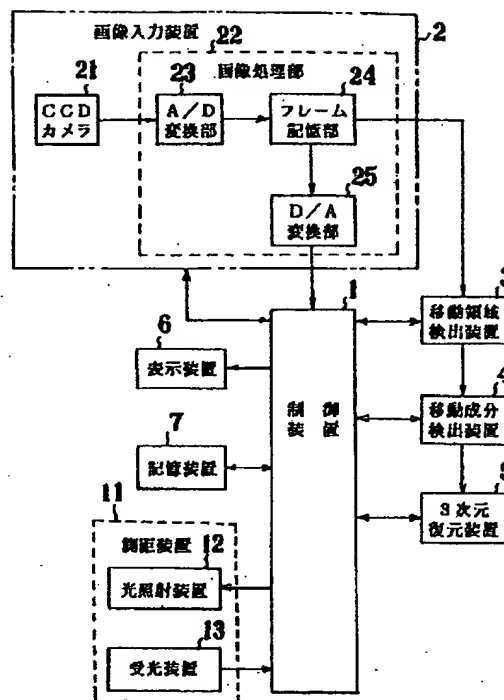 画像入力装置
22
2
21
23
画像処理部
24
CCD
カメラ
A/D
変換部
フレーム
記憶部
25
D/A
変換部
1
3
移動領域
検出装置
6
表示装置
制御
装置
4
移動成分
検出装置
7
記憶装置
5
3次元
復元装置
11
測距装置
12
光照射装置
13
受光装置